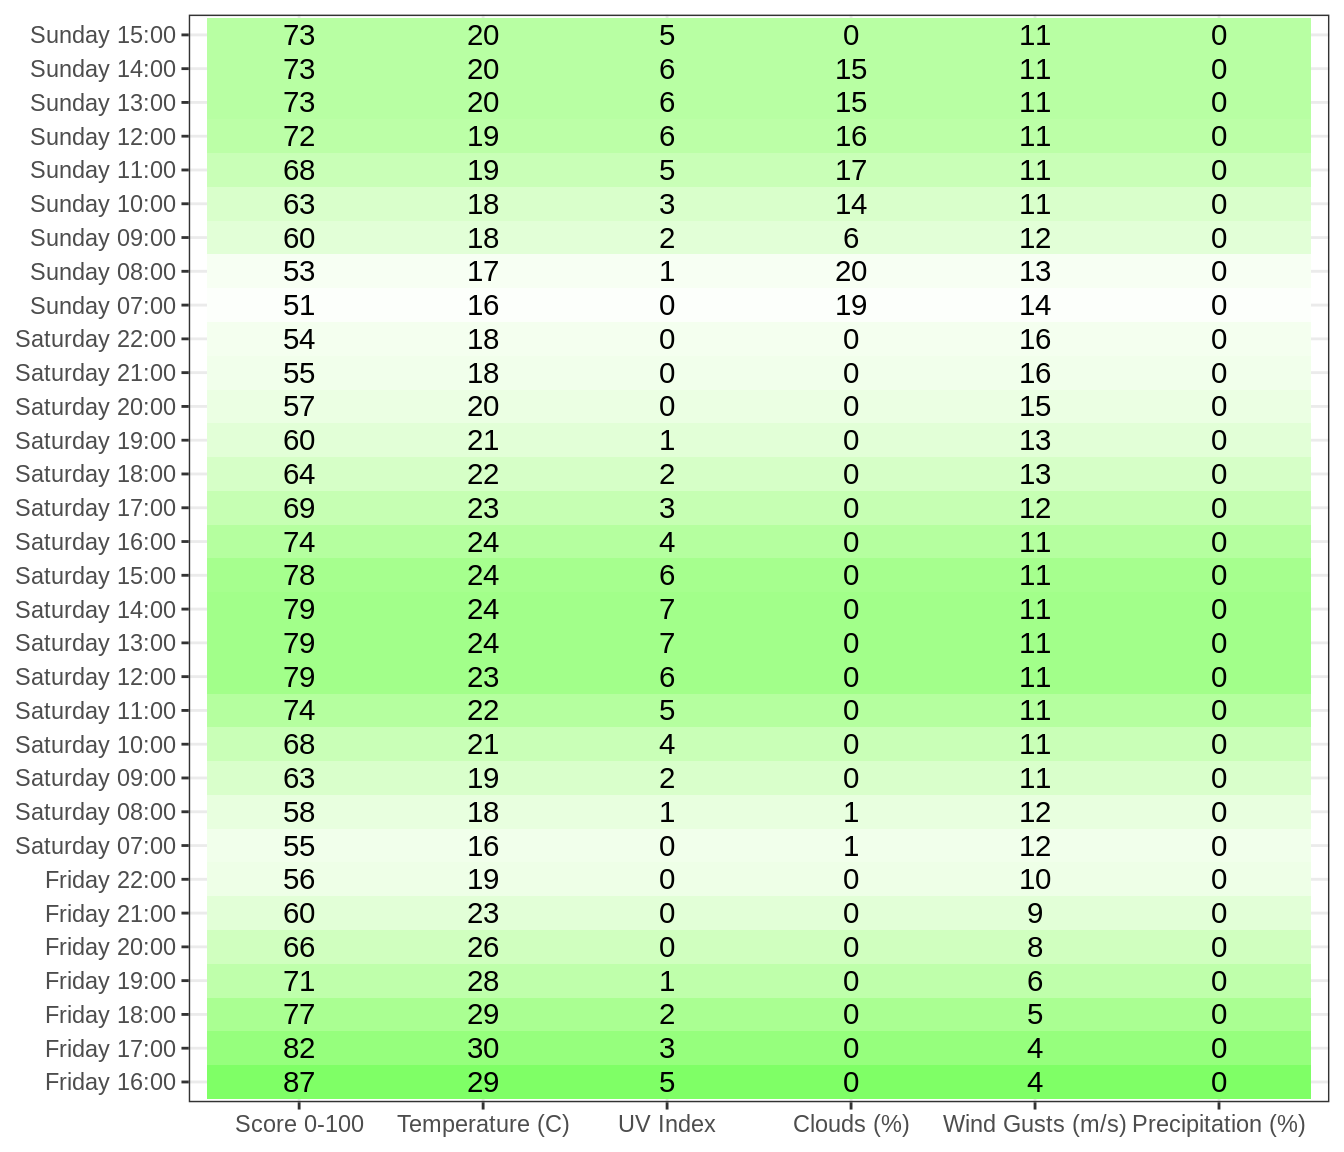 Sunday 15:00 73 20 5 0 11 0
Sunday 14:00 73 20 6 15 11 0
Sunday 13:00 73 20 6 15 11 0
Sunday 12:00 72 19 6 16 11 0
Sunday 11:00 68 19 5 17 11 0
Sunday 10:00 63 18 3 14 11 0
Sunday 09:00 60 18 2 6 12 0
Sunday 08:00 53 17 1 20 13 0
Sunday 07:00 51 16 0 19 14 0
Saturday 22:00 54 18 0 0 16 0
Saturday 21:00 55 18 0 0 16 0
Saturday 20:00 57 20 0 0 15 0
Saturday 19:00 60 21 1 0 13 0
Saturday 18:00 64 22 2 0 13 0
Saturday 17:00 69 23 3 0 12 0
Saturday 16:00 74 24 4 0 11 0
Saturday 15:00 78 24 6 0 11 0
Saturday 14:00 79 24 7 0 11 0
Saturday 13:00 79 24 7 0 11 0
Saturday 12:00 79 23 6 0 11 0
Saturday 11:00 74 22 5 0 11 0
Saturday 10:00 68 21 4 0 11 0
Saturday 09:00 63 19 2 0 11 0
Saturday 08:00 58 18 1 1 12 0
Saturday 07:00 55 16 0 1 12 0
Friday 22:00 56 19 0 0 10 0
Friday 21:00 60 23 0 0 9 0
Friday 20:00 66 26 0 0 8 0
Friday 19:00 71 28 1 0 6 0
Friday 18:00 77 29 2 0 5 0
Friday 17:00 82 30 3 0 4 0
Friday 16:00 87 29 5 0 4 0
Score 0-100 Temperature (C) UV Index Clouds (%) Wind Gusts (m/s) Precipitation (%)